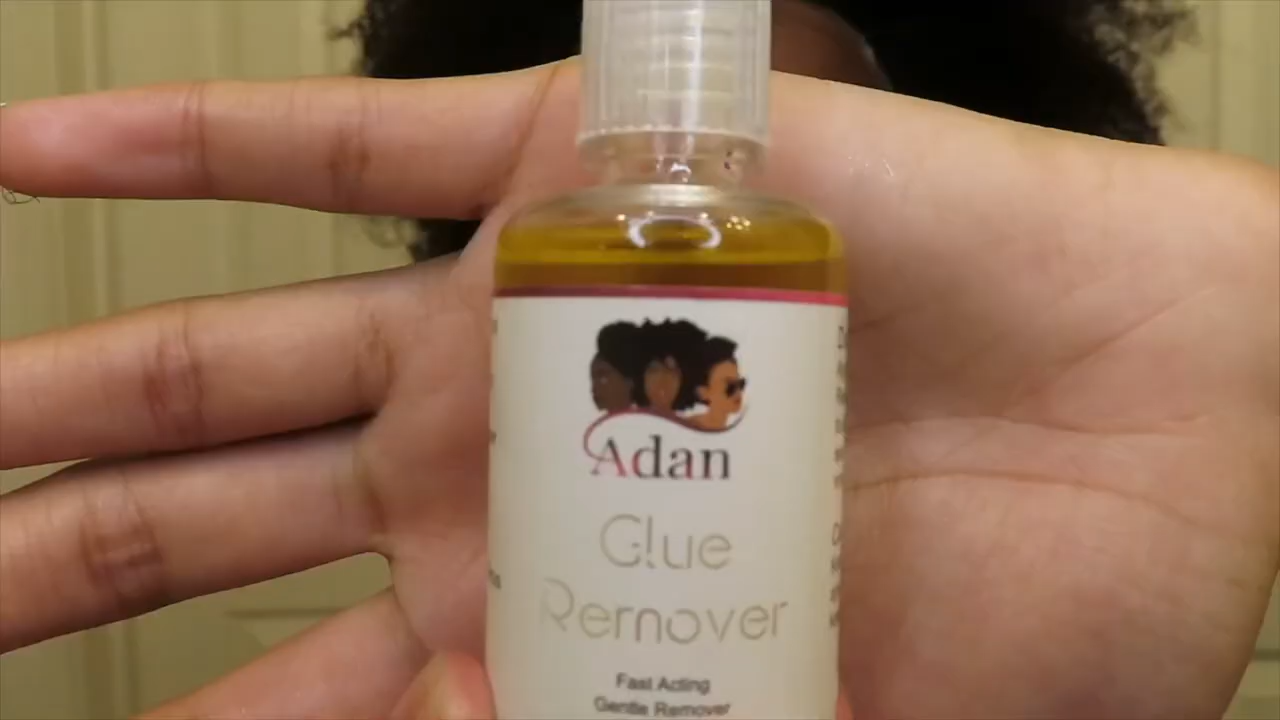 Adan
Glue
Remover
Fast Acting
Gentle Remover